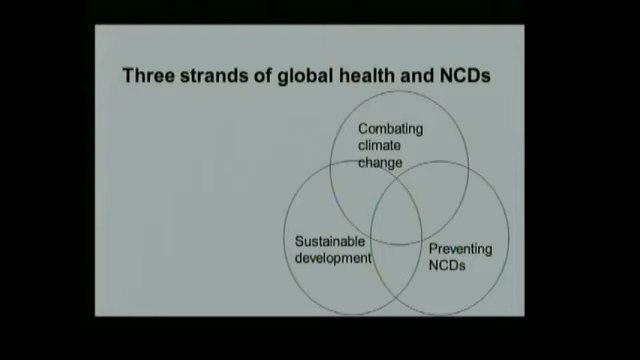 Three strands of global health and NCDs
Combating
climate
change
Sustainable
development
Preventing
NCDs